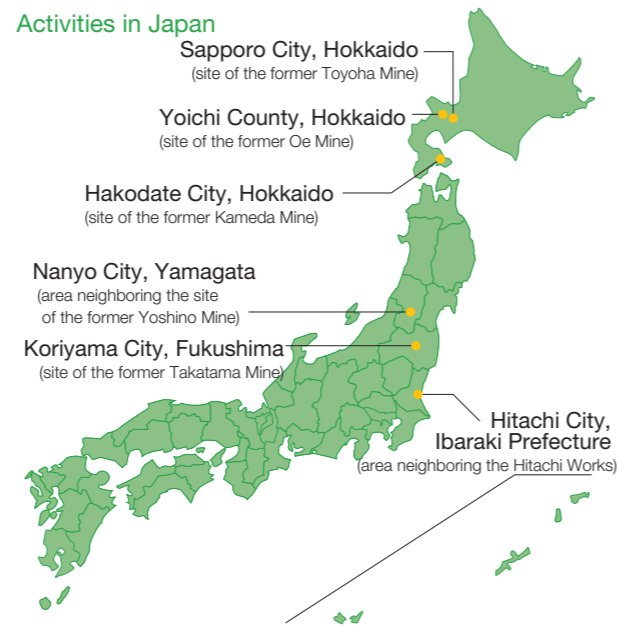 Activities in Japan
Sapporo City, Hokkaido
(site of the former Toyoha Mine)
Yoichi County, Hokkaido
(site of the former Oe Mine)
Hakodate City, Hokkaido
(site of the former Kameda Mine)
Nanyo City, Yamagata
(area neighboring the site
of the former Yoshino Mine)
Koriyama City, Fukushima
(site of the former Takatama Mine)
Hitachi City,
Ibaraki Prefecture
(area neighboring the Hitachi Works)